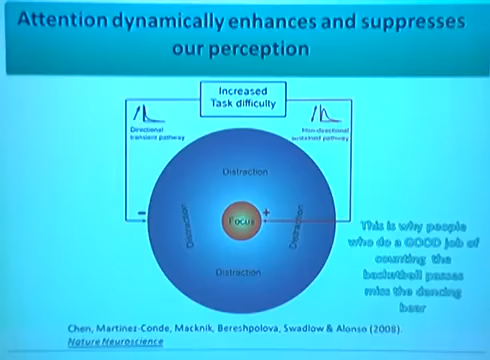 Attention dynamically enhances and suppresses
our perception
Increased
Task difficulty
Directional
transient pathway
Non-directional
sustained pathway
Distraction
Distraction
Focus
Distraction
Distraction
-
+
This is why people
who do a GOOD job of
counting the
basketball passes
miss the dancing
bear
Chen, Martinez-Conde, Macknik, Bereshpolova, Swadlow & Alonso (2008).
Nature Neuroscience